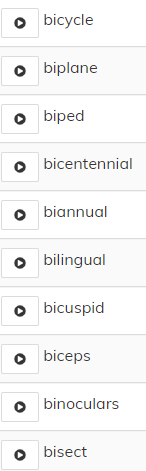 bicycle
biplane
biped
bicentennial
biannual
bilingual
bicuspid
biceps
binoculars
bisect